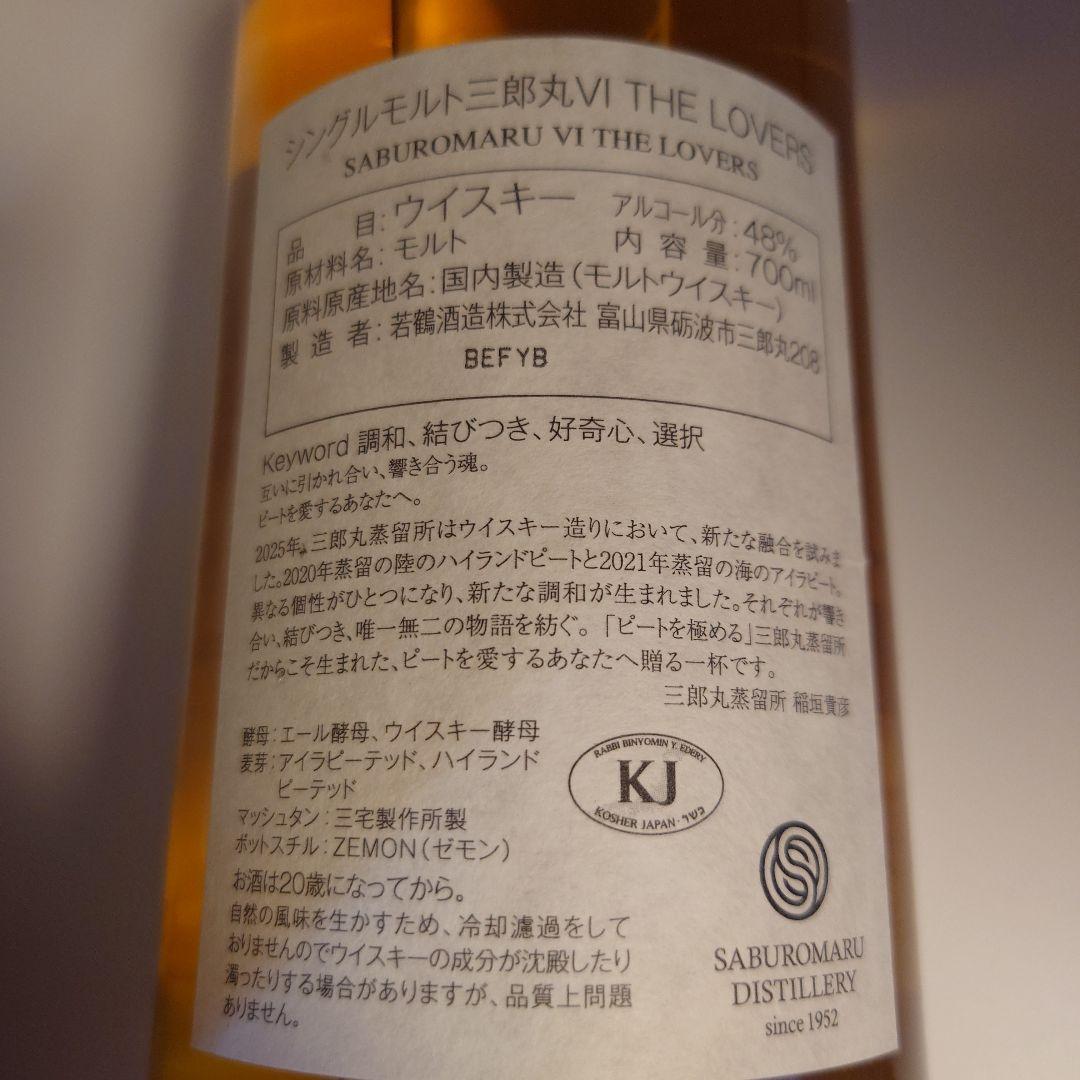 シングルモルト三郎丸VI THE LOVERS
SABUROMARU VI THE LOVERS
品 目:ウイスキー アルコール分:48%
原材料名:モルト 内容量:700ml
原料原産地名:国内製造(モルトウイスキー)
製造者:若鶴酒造株式会社 富山県砺波市三郎丸208
BEFYB
Keyword 調和、結びつき、好奇心、選択
互いに引かれ合い、響き合う魂。
ピートを愛するあなたへ。
2025年、三郎丸蒸留所はウイスキー造りにおいて、新たな融合を試みま
した。2020年蒸留の陸のハイランドピートと2021年蒸留の海のアイラピート。
異なる個性がひとつになり、新たな調和が生まれました。それぞれが響き
合い、結びつき、唯一無二の物語を紡ぐ。「ピートを極める」三郎丸蒸留所
だからこそ生まれた、ピートを愛するあなたへ贈る一杯です。
三郎丸蒸留所 稲垣貴彦
酵母:エール酵母、ウイスキー酵母
麦芽:アイラピーテッド、ハイランド
ピーテッド
マッシュタン:三宅製作所製
ポットスチル:ZEMON(ゼモン)
お酒は20歳になってから。
自然の風味を生かすため、冷却濾過をして
おりませんのでウイスキーの成分が沈殿したり
濁ったりする場合がありますが、品質上問題
ありません。
RABBI BINYOMIN Y. EDERY
KJ
KOSHER JAPAN・כשר
SABUROMARU
DISTILLERY
since 1952